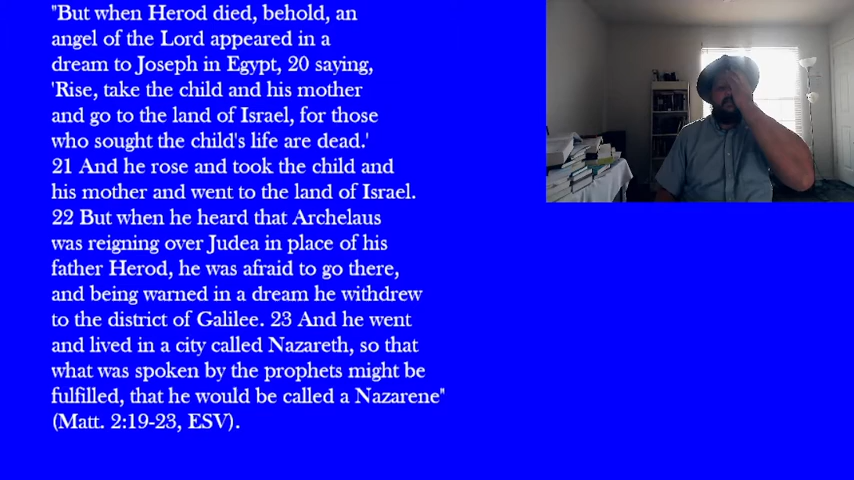 "But when Herod died, behold, an
angel of the Lord appeared in a
dream to Joseph in Egypt, 20 saying,
'Rise, take the child and his mother
and go to the land of Israel, for those
who sought the child's life are dead.'
21 And he rose and took the child and
his mother and went to the land of Israel.
22 But when he heard that Archelaus
was reigning over Judea in place of his
father Herod, he was afraid to go there,
and being warned in a dream he withdrew
to the district of Galilee. 23 And he went
and lived in a city called Nazareth, so that
what was spoken by the prophets might be
fulfilled, that he would be called a Nazarene"
(Matt. 2:19-23, ESV).